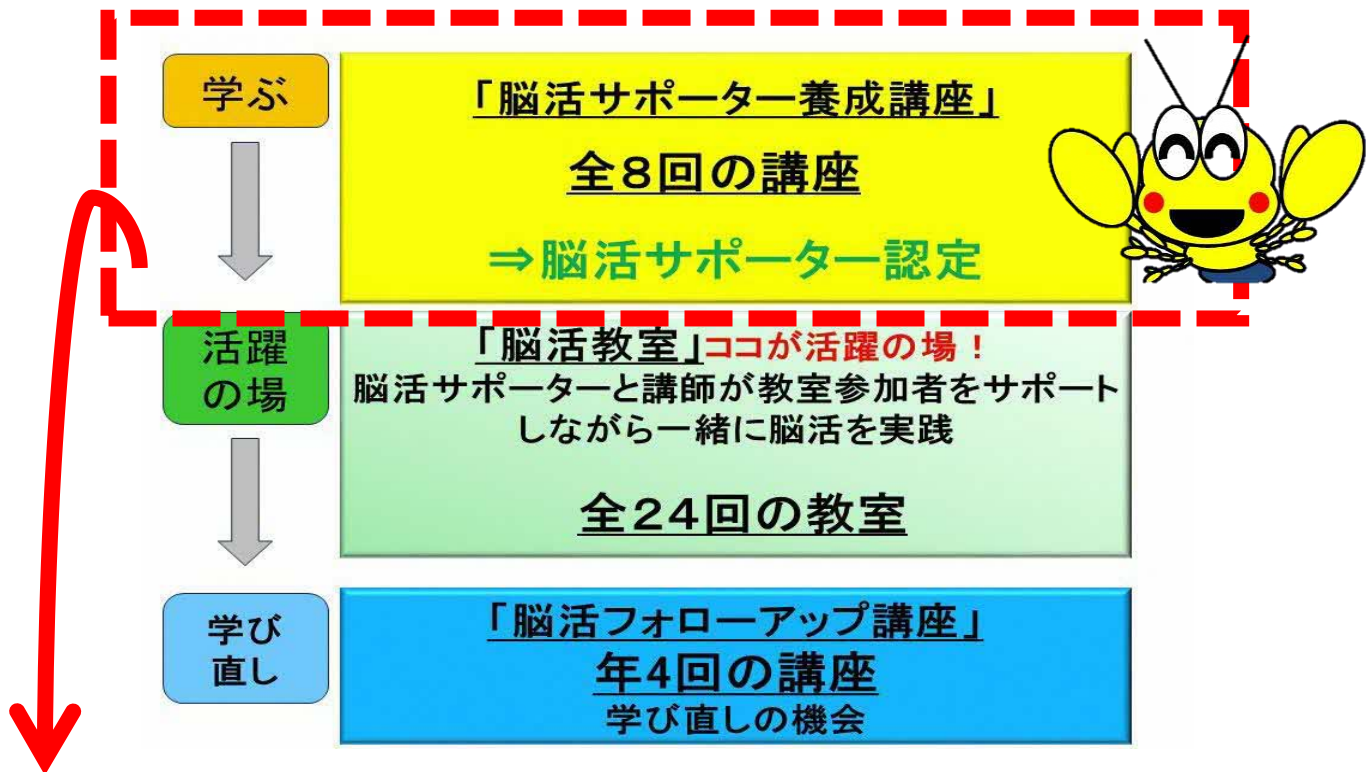 学ぶ
「脳活サポーター養成講座」
全8回の講座
⇒脳活サポーター認定
活躍
の場
「脳活教室」ココが活躍の場！
脳活サポーターと講師が教室参加者をサポート
しながら一緒に脳活を実践
全24回の教室
学び
直し
「脳活フォローアップ講座」
年4回の講座
学び直しの機会